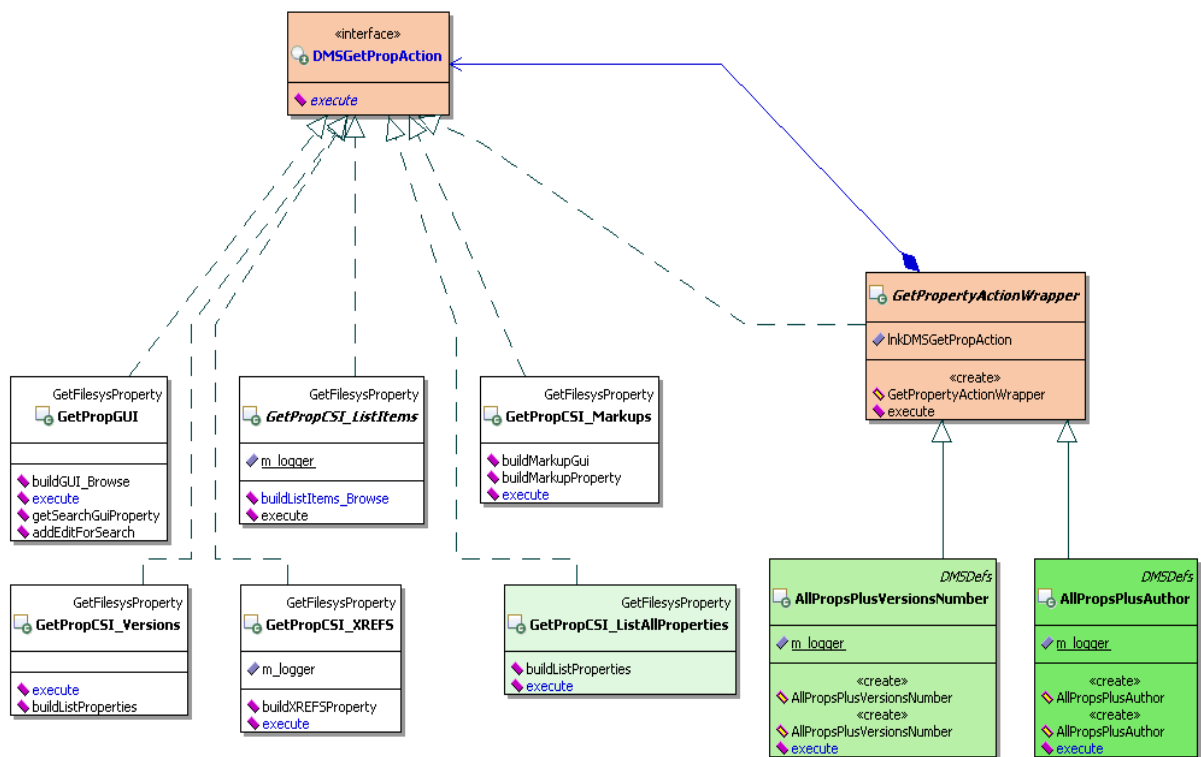 «interface»
DMSGetPropAction
execute
GetPropertyActionWrapper
lnkDMSGetPropAction
«create»
GetPropertyActionWrapper
execute
GetFilesysProperty
GetPropGUI
buildGUI_Browse
execute
getSearchGuiProperty
addEditForSearch
GetFilesysProperty
GetPropCSI_ListItems
m_logger
buildListItems_Browse
execute
GetFilesysProperty
GetPropCSI_Markups
buildMarkupGui
buildMarkupProperty
execute
GetFilesysProperty
GetPropCSI_Versions
execute
buildListProperties
GetFilesysProperty
GetPropCSI_XREFS
m_logger
buildXREFSProperty
execute
GetFilesysProperty
GetPropCSI_ListAllProperties
buildListProperties
execute
DMSDefs
AllPropsPlusVersionsNumber
m_logger
«create»
AllPropsPlusVersionsNumber
«create»
AllPropsPlusVersionsNumber
execute
DMSDefs
AllPropsPlusAuthor
m_logger
«create»
AllPropsPlusAuthor
«create»
AllPropsPlusAuthor
execute